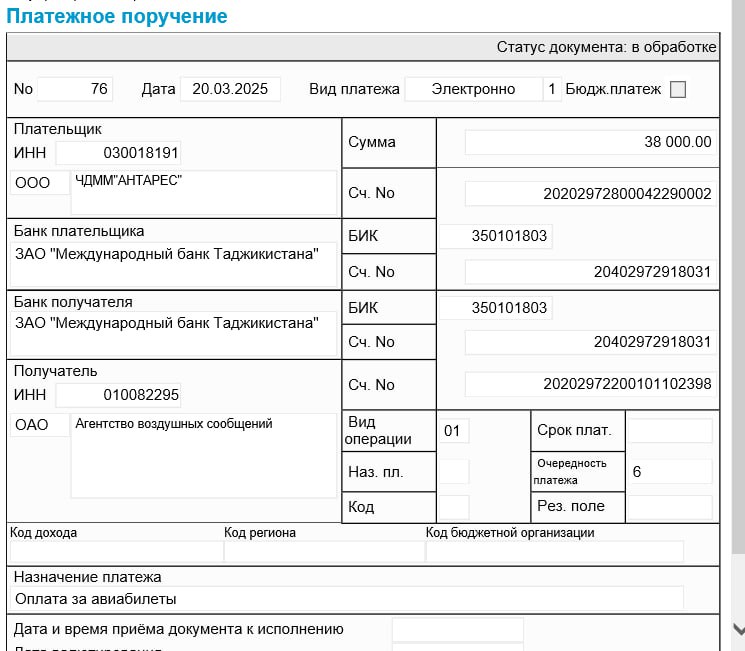 Платежное поручение
Статус документа: в обработке
No 76 Дата 20.03.2025 Вид платежа Электронно 1 Бюдж.платеж
Плательщик
ИНН 030018191
Сумма 38 000.00
ООО ЧДММ"АНТАРЕС"
Сч. No 20202972800042290002
Банк плательщика
ЗАО "Международный банк Таджикистана"
БИК 350101803
Сч. No 20402972918031
Банк получателя
ЗАО "Международный банк Таджикистана"
БИК 350101803
Сч. No 20402972918031
Получатель
ИНН 010082295
Сч. No 20202972200101102398
ОАО Агентство воздушных сообщений
Вид
операции 01
Срок плат.
Наз. пл.
Очередность
платежа 6
Код
Рез. поле
Код дохода Код региона Код бюджетной организации
Назначение платежа
Оплата за авиабилеты
Дата и время приёма документа к исполнению